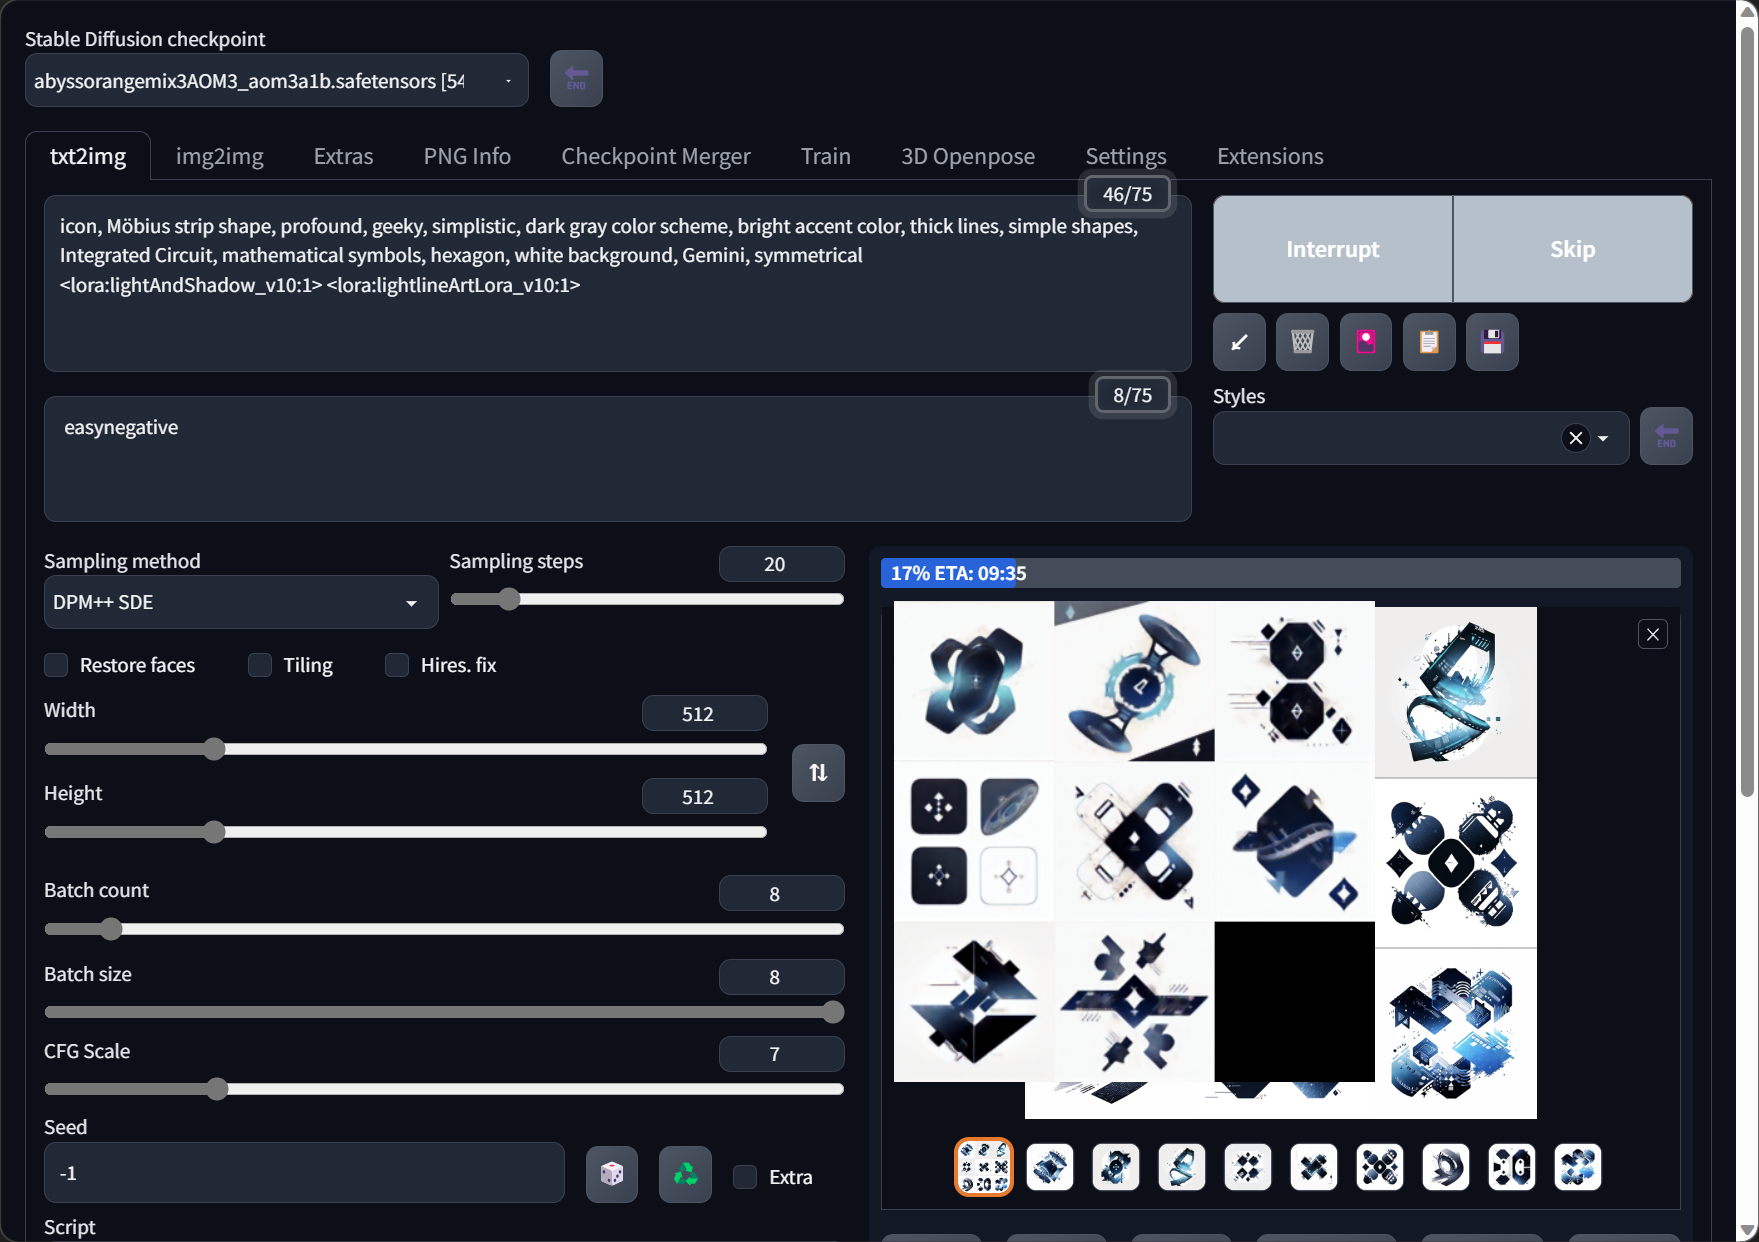 Stable Diffusion checkpoint
abyssorangemix3AOM3_aom3a1b.safetensors [54
END
txt2img
img2img
Extras
PNG Info
Checkpoint Merger
Train
3D Openpose
Settings
Extensions
46/75
icon, Möbius strip shape, profound, geeky, simplistic, dark gray color scheme, bright accent color, thick lines, simple shapes,
Integrated Circuit, mathematical symbols, hexagon, white background, Gemini, symmetrical
<lora:lightAndShadow_v10:1> <lora:lightlineArtLora_v10:1>
Interrupt
Skip
8/75
easynegative
Styles
END
Sampling method
Sampling steps
20
DPM++ SDE
17% ETA: 09:35
Restore faces
Tiling
Hires. fix
Width
512
Height
512
Batch count
8
Batch size
8
CFG Scale
7
Seed
-1
Extra
Script